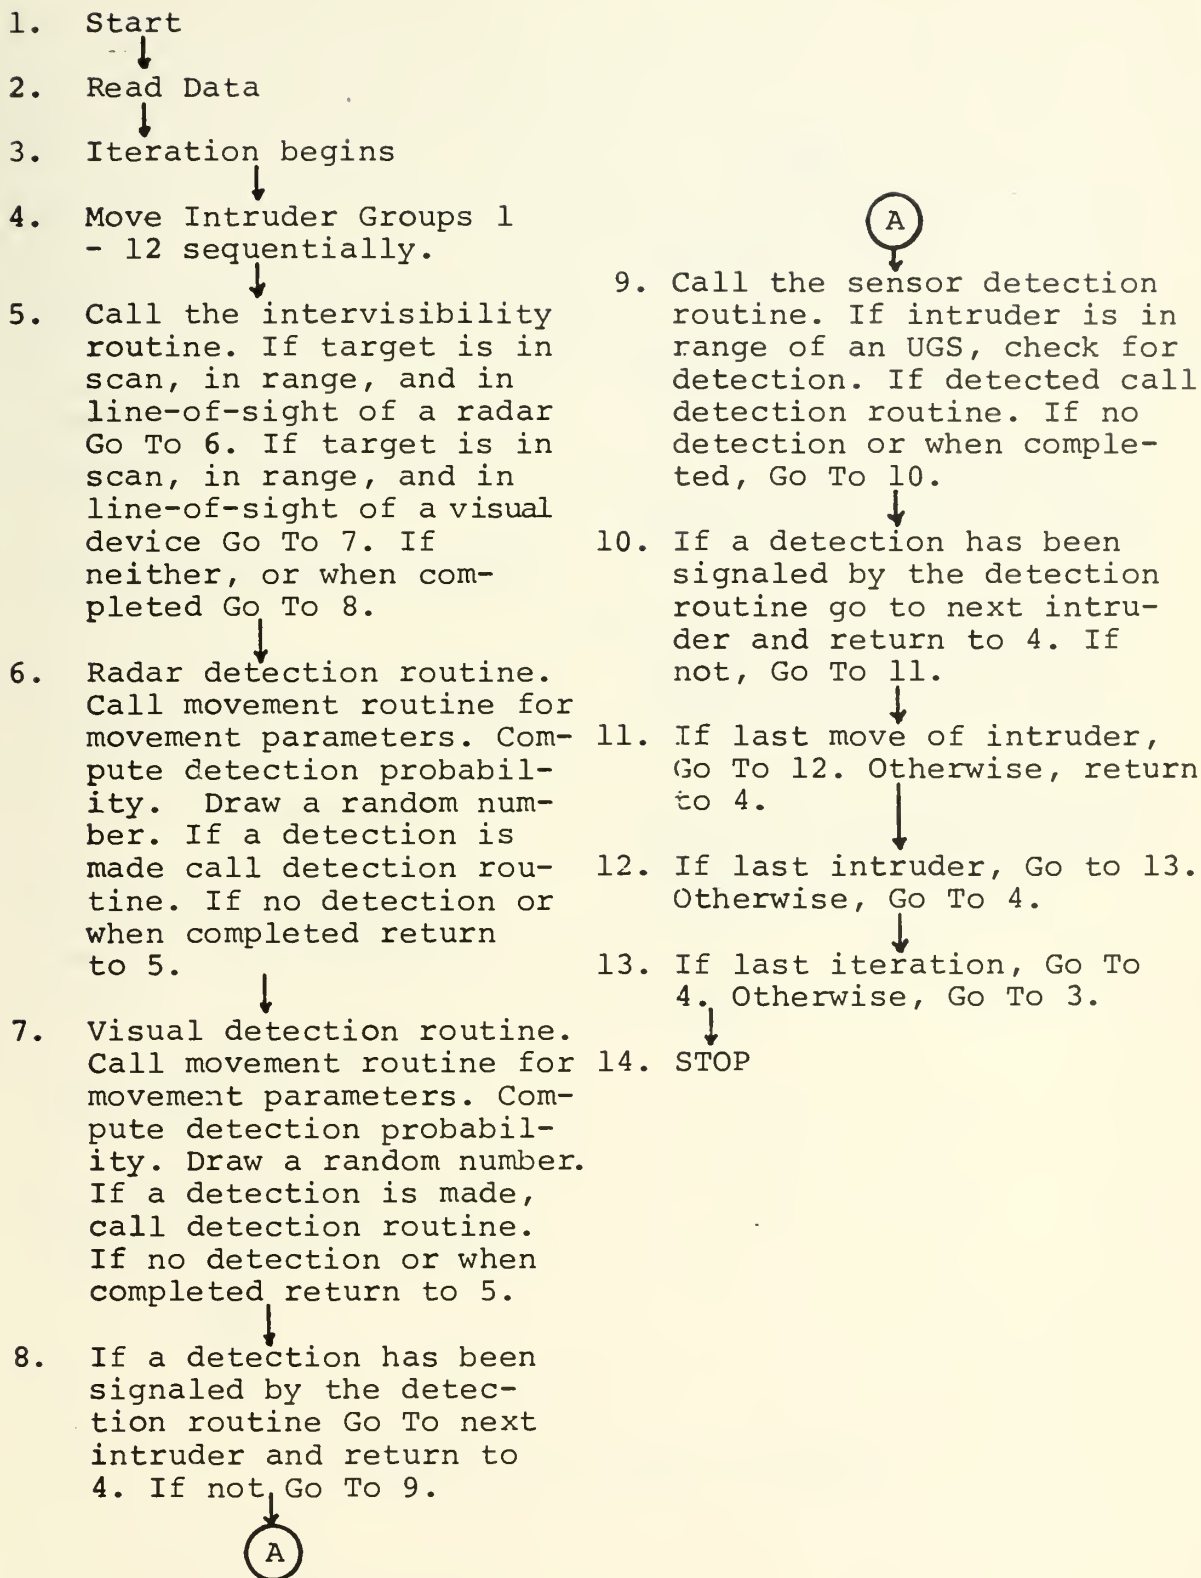 1. Start
2. Read Data
3. Iteration begins
4. Move Intruder Groups 1
- 12 sequentially.
5. Call the intervisibility
routine. If target is in
scan, in range, and in
line-of-sight of a radar
Go To 6. If target is in
scan, in range, and in
line-of-sight of a visual
device Go To 7. If
neither, or when com-
pleted Go To 8.
6. Radar detection routine.
Call movement routine for
movement parameters. Com-
pute detection probabil-
ity. Draw a random num-
ber. If a detection is
made call detection rou-
tine. If no detection or
when completed return
to 5.
7. Visual detection routine.
Call movement routine for
movement parameters. Com-
pute detection probabil-
ity. Draw a random number.
If a detection is made,
call detection routine.
If no detection or when
completed return to 5.
8. If a detection has been
signaled by the detec-
tion routine Go To next
intruder and return to
4. If not Go To 9.
A
A
9. Call the sensor detection
routine. If intruder is in
range of an UGS, check for
detection. If detected call
detection routine. If no
detection or when comple-
ted, Go To 10.
10. If a detection has been
signaled by the detection
routine go to next intru-
der and return to 4. If
not, Go To 11.
11. If last move of intruder,
Go To 12. Otherwise, return
to 4.
12. If last intruder, Go to 13.
Otherwise, Go To 4.
13. If last iteration, Go To
4. Otherwise, Go To 3.
14. STOP